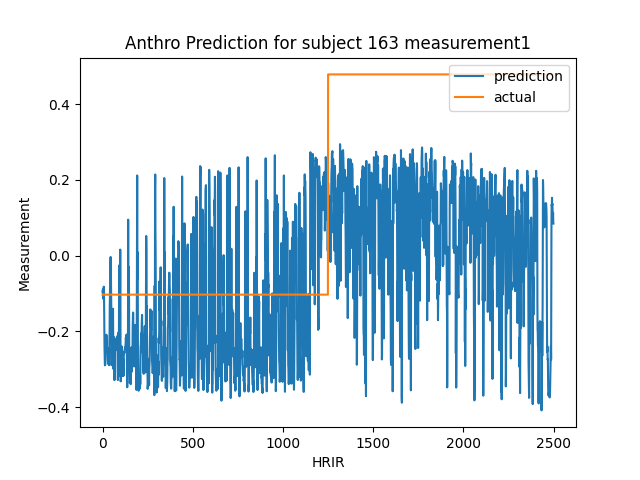 Anthro Prediction for subject 163 measurement1
prediction
actual
Measurement
0.4
0.2
0.0
−0.2
−0.4
0
500
1000
1500
2000
2500
HRIR